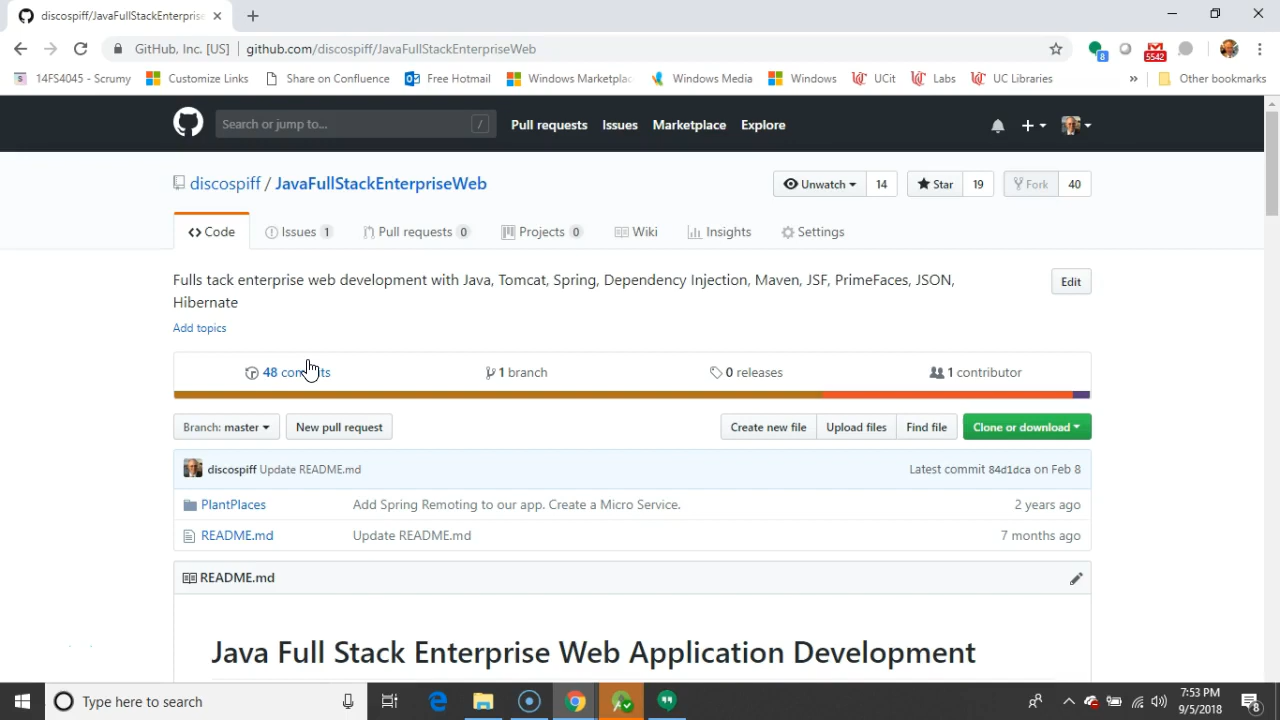 discospiff/JavaFullStackEnterprise
GitHub, Inc. [US] | github.com/discospiff/JavaFullStackEnterpriseWeb
8
5542
14FS4045 - Scrumy
Customize Links
Share on Confluence
Free Hotmail
Windows Marketplac
Windows Media
Windows
UCit
Labs
UC Libraries
»
Other bookmarks
Search or jump to... /
Pull requests
Issues
Marketplace
Explore
discospiff / JavaFullStackEnterpriseWeb
Unwatch 14
Star 19
Fork 40
<> Code
Issues 1
Pull requests 0
Projects 0
Wiki
Insights
Settings
Fulls tack enterprise web development with Java, Tomcat, Spring, Dependency Injection, Maven, JSF, PrimeFaces, JSON,
Hibernate
Edit
Add topics
48 commits
1 branch
0 releases
1 contributor
Branch: master
New pull request
Create new file
Upload files
Find file
Clone or download
discospiff Update README.md
Latest commit 84d1dca on Feb 8
PlantPlaces
Add Spring Remoting to our app. Create a Micro Service.
2 years ago
README.md
Update README.md
7 months ago
README.md
Java Full Stack Enterprise Web Application Development
Type here to search
7:53 PM
9/5/2018
8